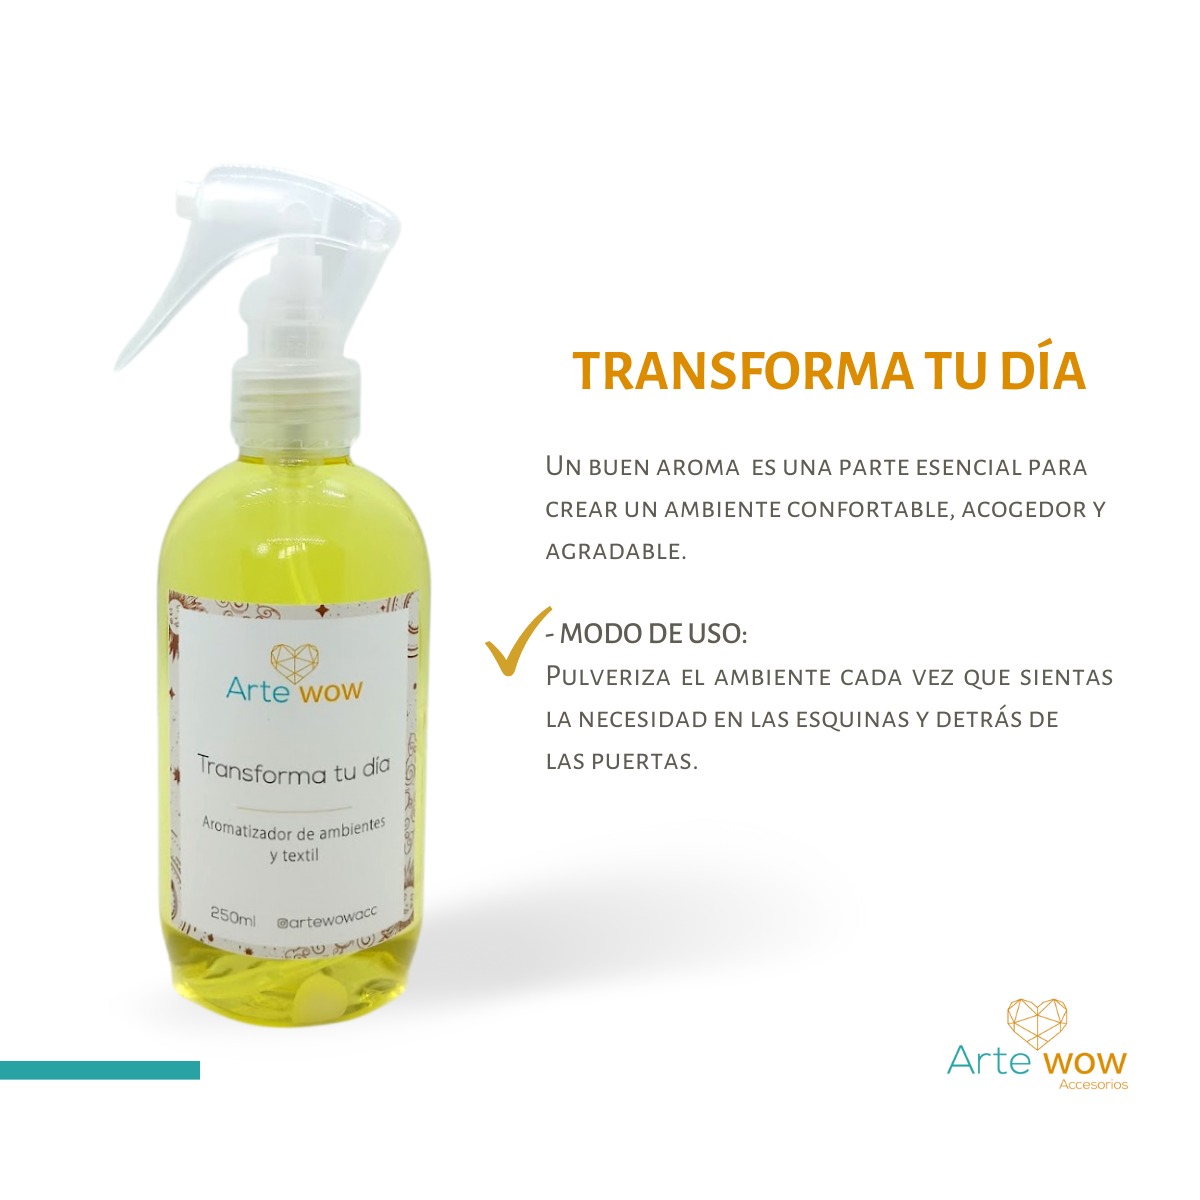 TRANSFORMA TU DÍA
Un buen aroma es una parte esencial para
crear un ambiente confortable, acogedor y
agradable.
- MODO DE USO:
Pulveriza el ambiente cada vez que sientas
la necesidad en las esquinas y detrás de
las puertas.
Arte wow
Transforma tu día
Aromatizador de ambientes
y textil
250ml @artewowacc
Arte wow
Accesorios